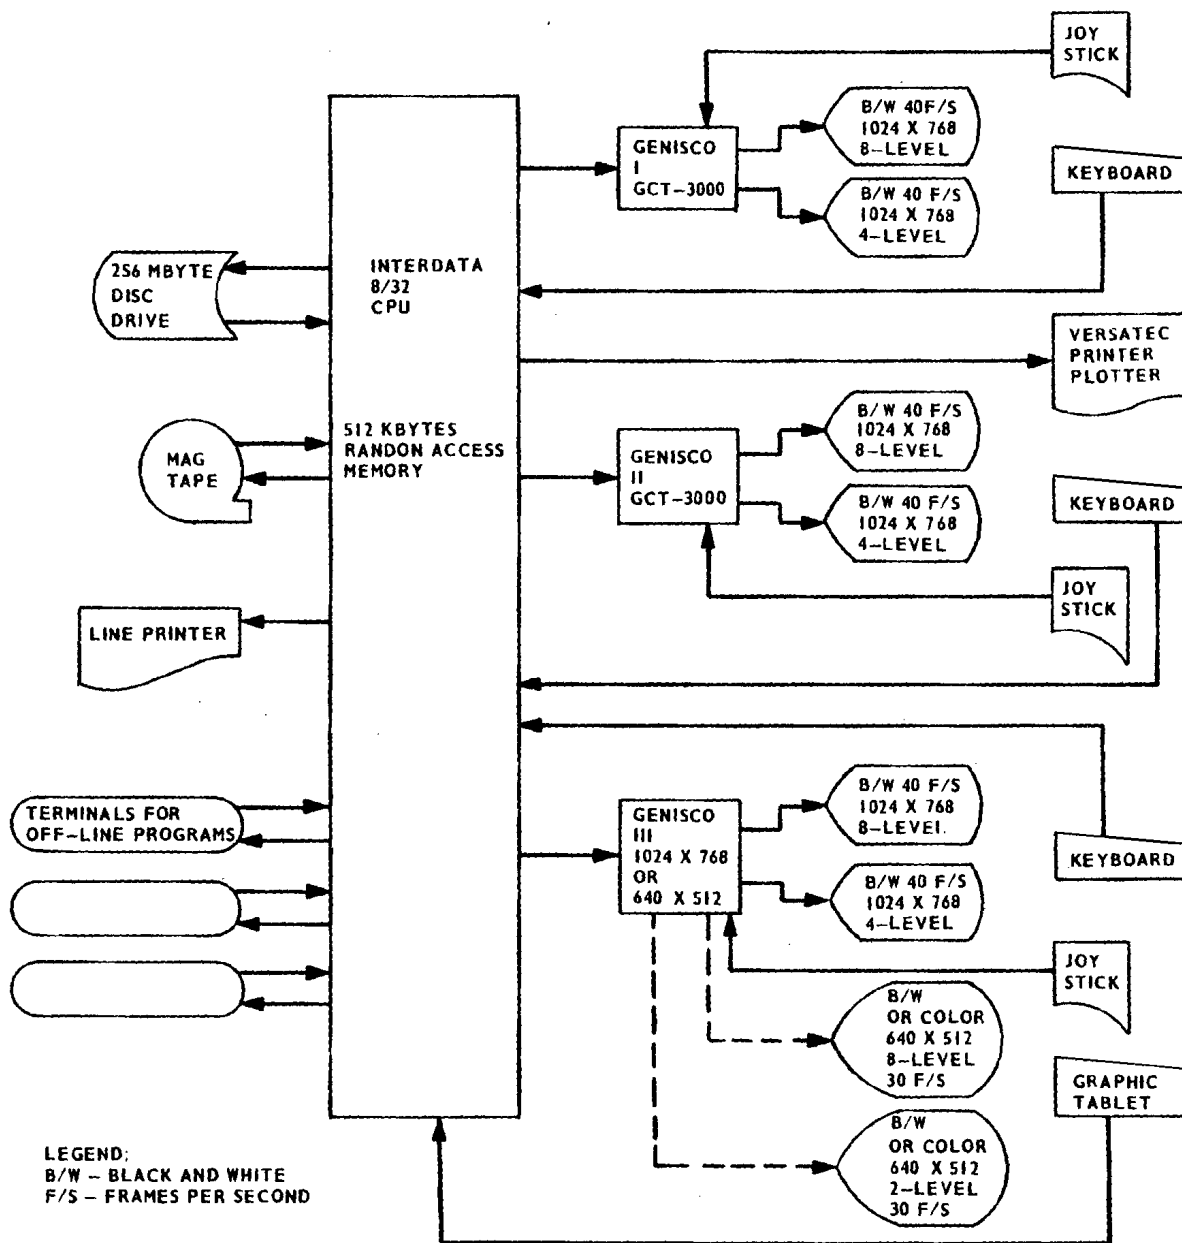 JOY
STICK
B/W 40F/S
1024 X 768
8-LEVEL
GENISCO
I
GCT-3000
KEYBOARD
B/W 40 F/S
1024 X 768
4-LEVEL
256 MBYTE
DISC
DRIVE
INTERDATA
8/32
CPU
VERSATEC
PRINTER
PLOTTER
B/W 40 F/S
1024 X 768
8-LEVEL
512 KBYTES
RANDON ACCESS
MEMORY
MAG
TAPE
GENISCO
II
GCT-3000
KEYBOARD
B/W 40 F/S
1024 X 768
4-LEVEL
JOY
STICK
LINE PRINTER
B/W 40 F/S
1024 X 768
8-LEVEL
TERMINALS FOR
OFF-LINE PROGRAMS
GENISCO
III
1024 X 768
OR
640 X 512
KEYBOARD
B/W 40 F/S
1024 X 768
4-LEVEL
JOY
STICK
B/W
OR COLOR
640 X 512
8-LEVEL
30 F/S
GRAPHIC
TABLET
B/W
OR COLOR
640 X 512
2-LEVEL
30 F/S
LEGEND:
B/W - BLACK AND WHITE
F/S - FRAMES PER SECOND